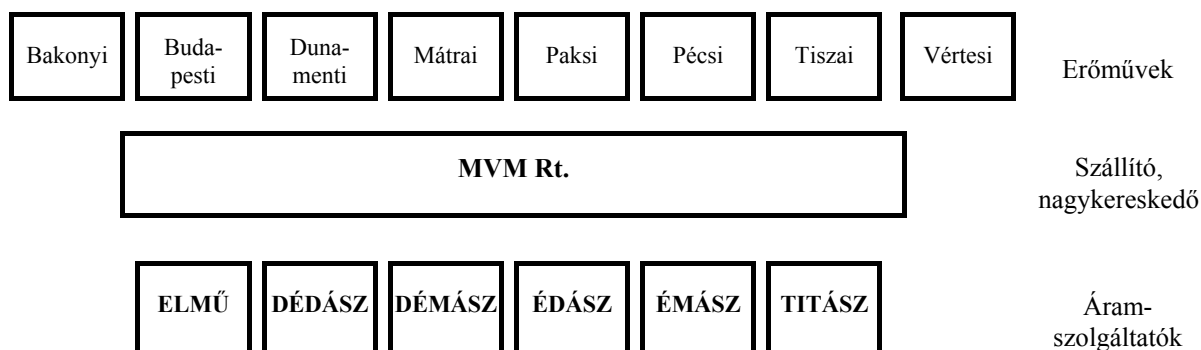 Bakonyi
Buda-
pesti
Duna-
menti
Mátrai
Paksi
Pécsi
Tiszai
Vértesi
Erőművek
MVM Rt.
Szállító,
nagykereskedő
ELMŰ
DÉDÁSZ
DÉMÁSZ
ÉDÁSZ
ÉMÁSZ
TITÁSZ
Áram-
szolgáltatók